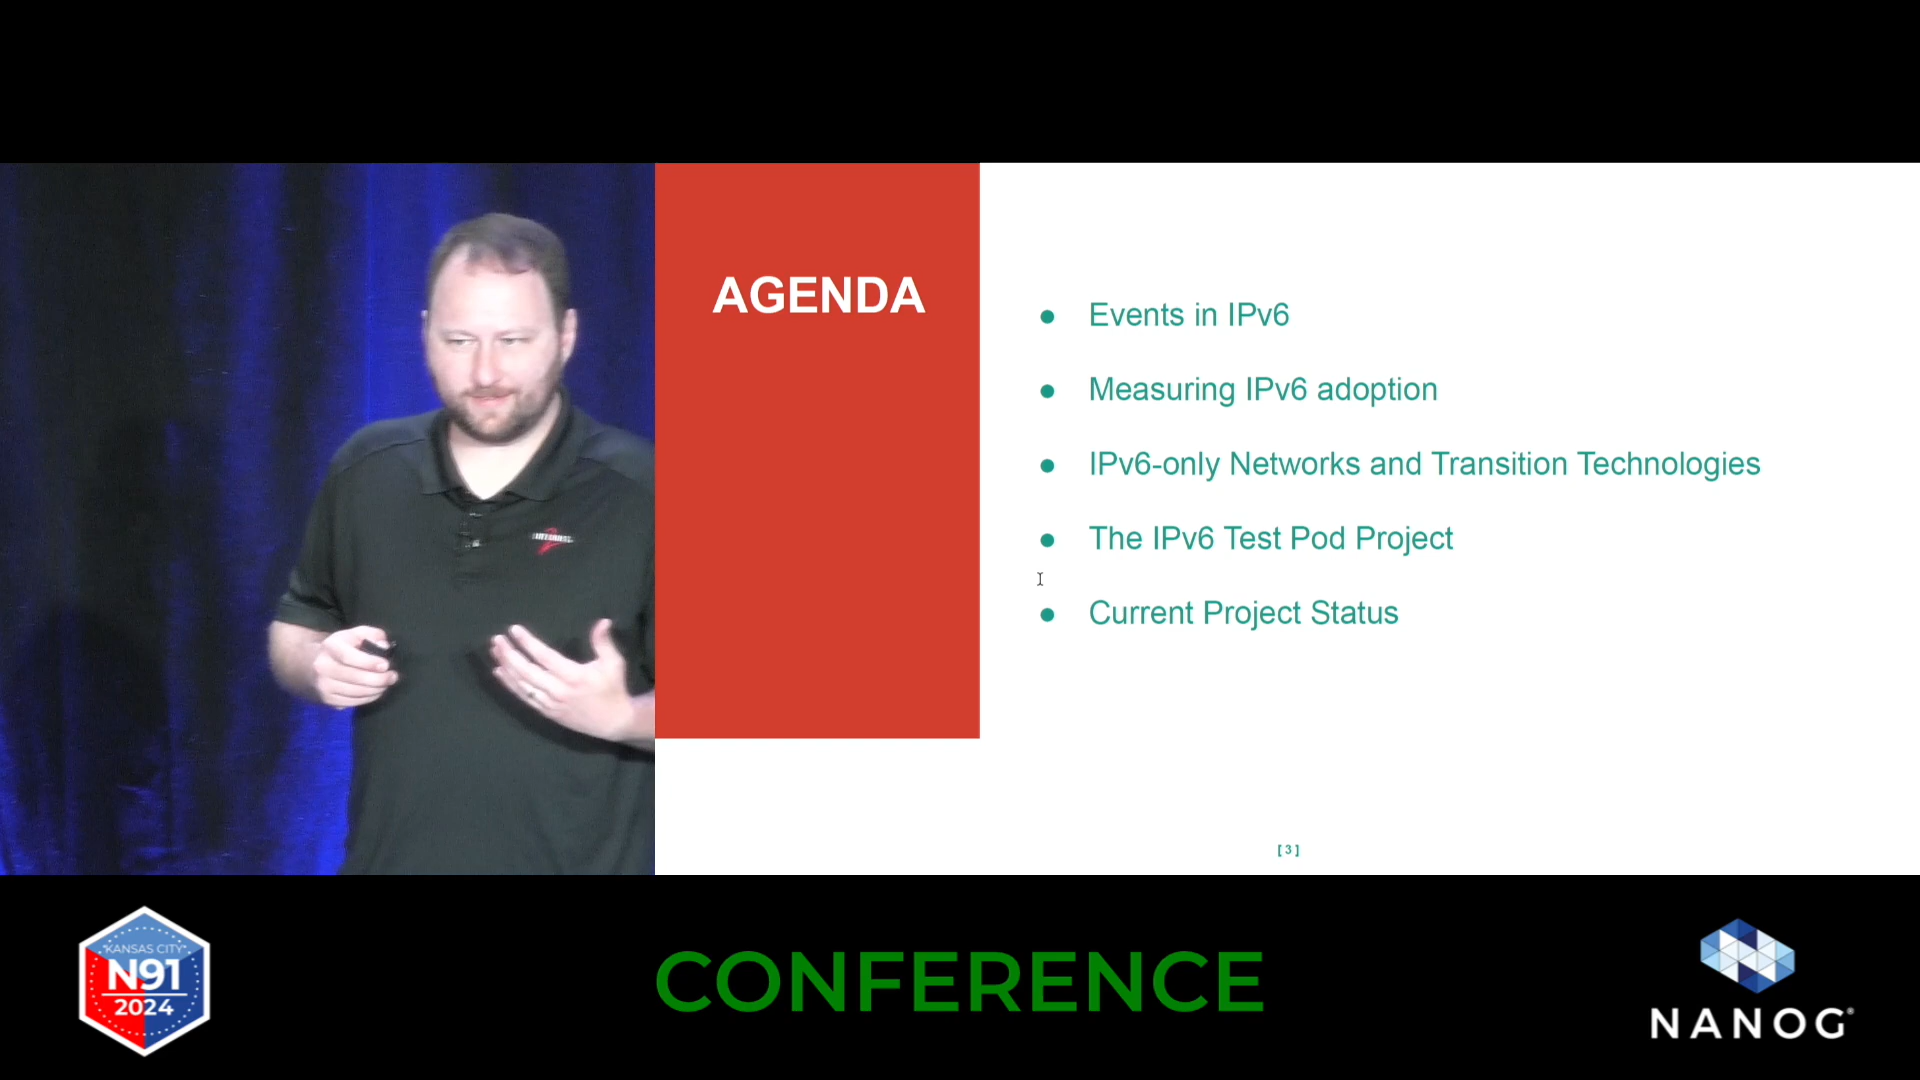 AGENDA
● Events in IPv6
● Measuring IPv6 adoption
● IPv6-only Networks and Transition Technologies
● The IPv6 Test Pod Project
● Current Project Status
[ 3 ]
KANSAS CITY
N91
2024
CONFERENCE
NANOG®